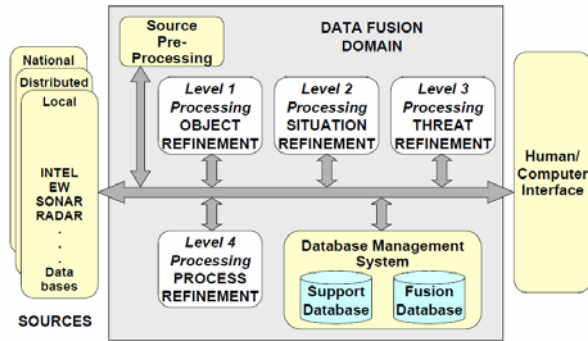 DATA FUSION
DOMAIN
Source
Pre-
Processing
National
Distributed
Local
INTEL
EW
SONAR
RADAR
.
.
.
Data
bases
SOURCES
Level 1
Processing
OBJECT
REFINEMENT
Level 2
Processing
SITUATION
REFINEMENT
Level 3
Processing
THREAT
REFINEMENT
Human/
Computer
Interface
Level 4
Processing
PROCESS
REFINEMENT
Database Management
System
Support
Database
Fusion
Database